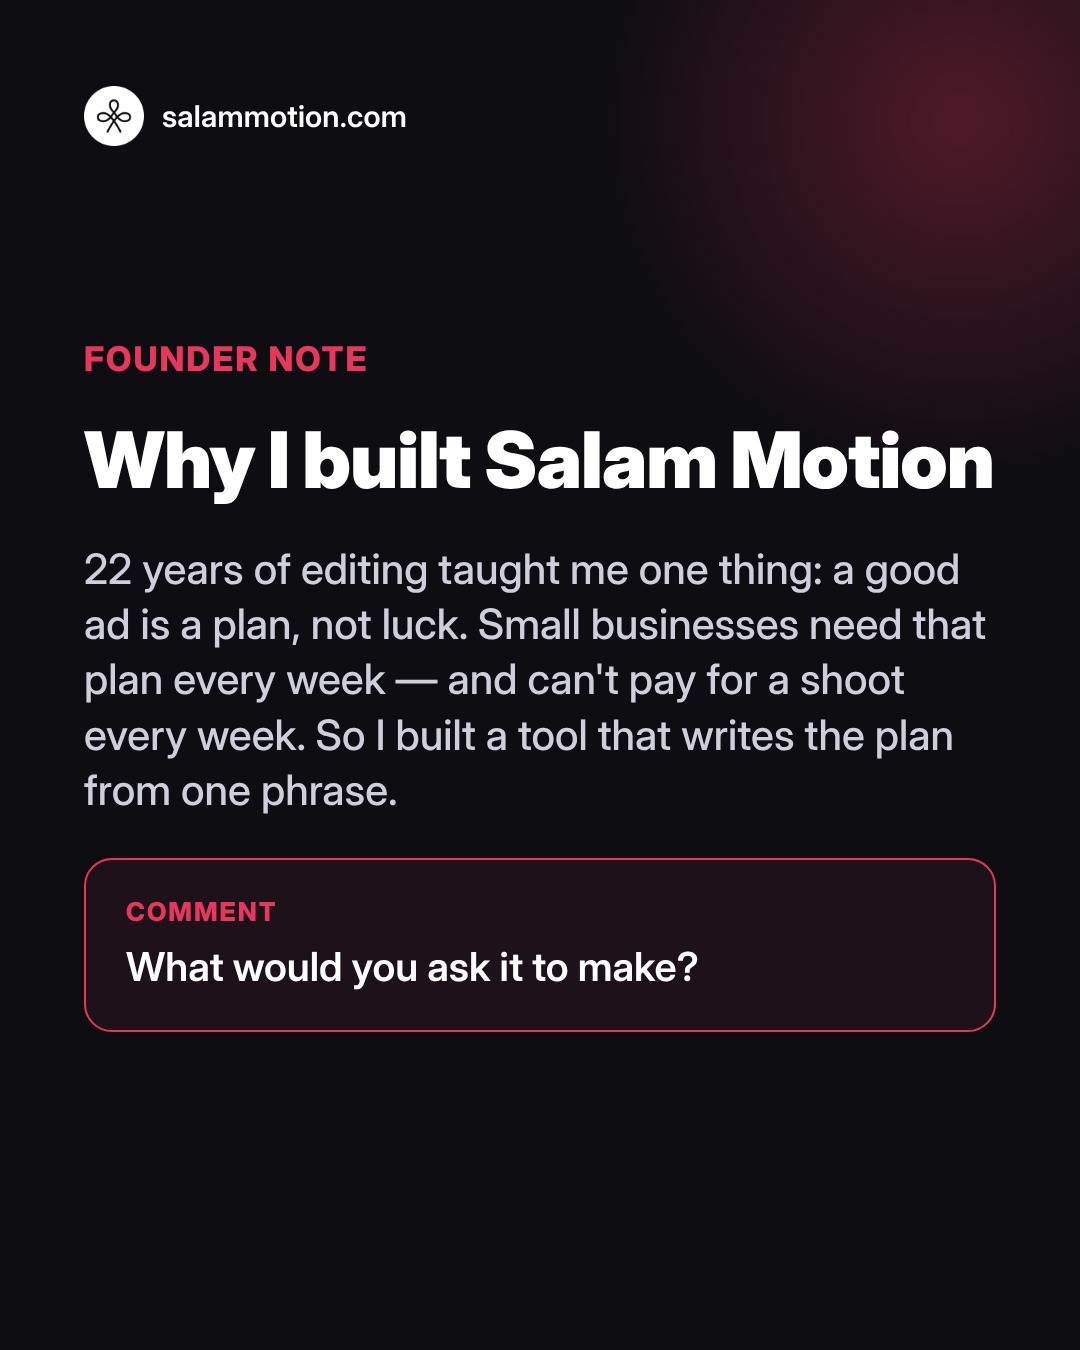 salammotion.com
FOUNDER NOTE
Why I built Salam Motion
22 years of editing taught me one thing: a good
ad is a plan, not luck. Small businesses need that
plan every week — and can't pay for a shoot
every week. So I built a tool that writes the plan
from one phrase.
COMMENT
What would you ask it to make?